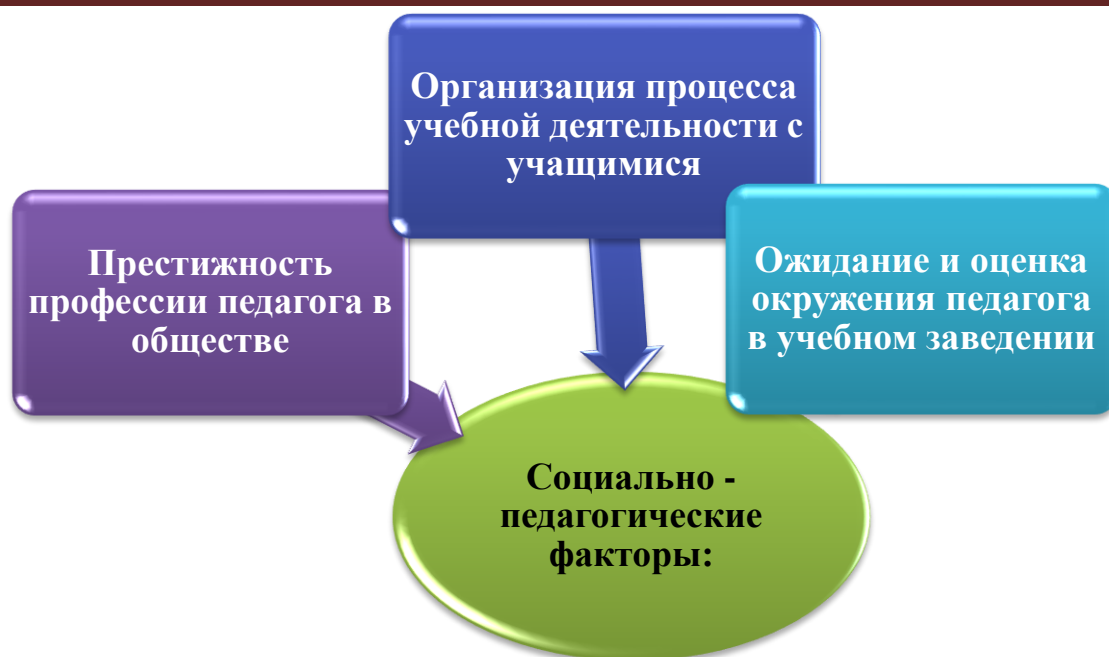 Организация процесса
учебной деятельности с
учащимися
Престижность
профессии педагога в
обществе
Ожидание и оценка
окружения педагога
в учебном заведении
Социально -
педагогические
факторы: